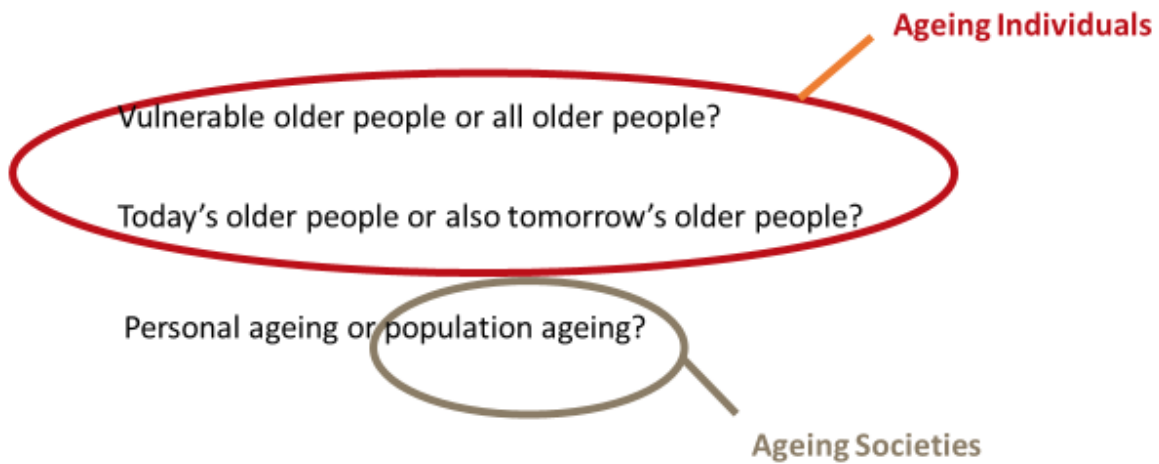 Ageing Individuals
Vulnerable older people or all older people?
Today’s older people or also tomorrow’s older people?
Personal ageing or population ageing?
Ageing Societies